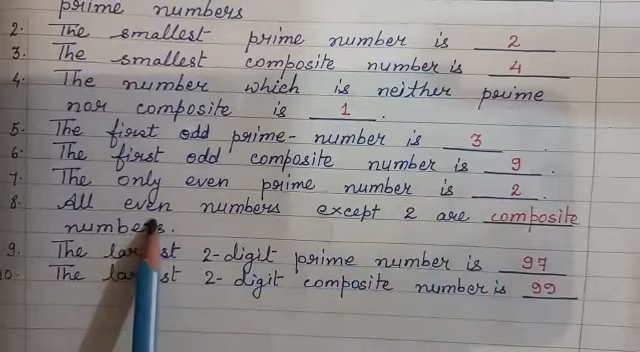 prime numbers
2. The smallest prime number is 2
3. The smallest composite number is 4
4. The number which is neither prime
nor composite is 1.
5. The first odd prime- number is 3.
6. The first odd composite number is 9.
7. The only even prime number is 2.
8. All even numbers except 2 are composite
numbers.
9. The 2-digit prime number is 97
10. The 2-digit composite number is 99